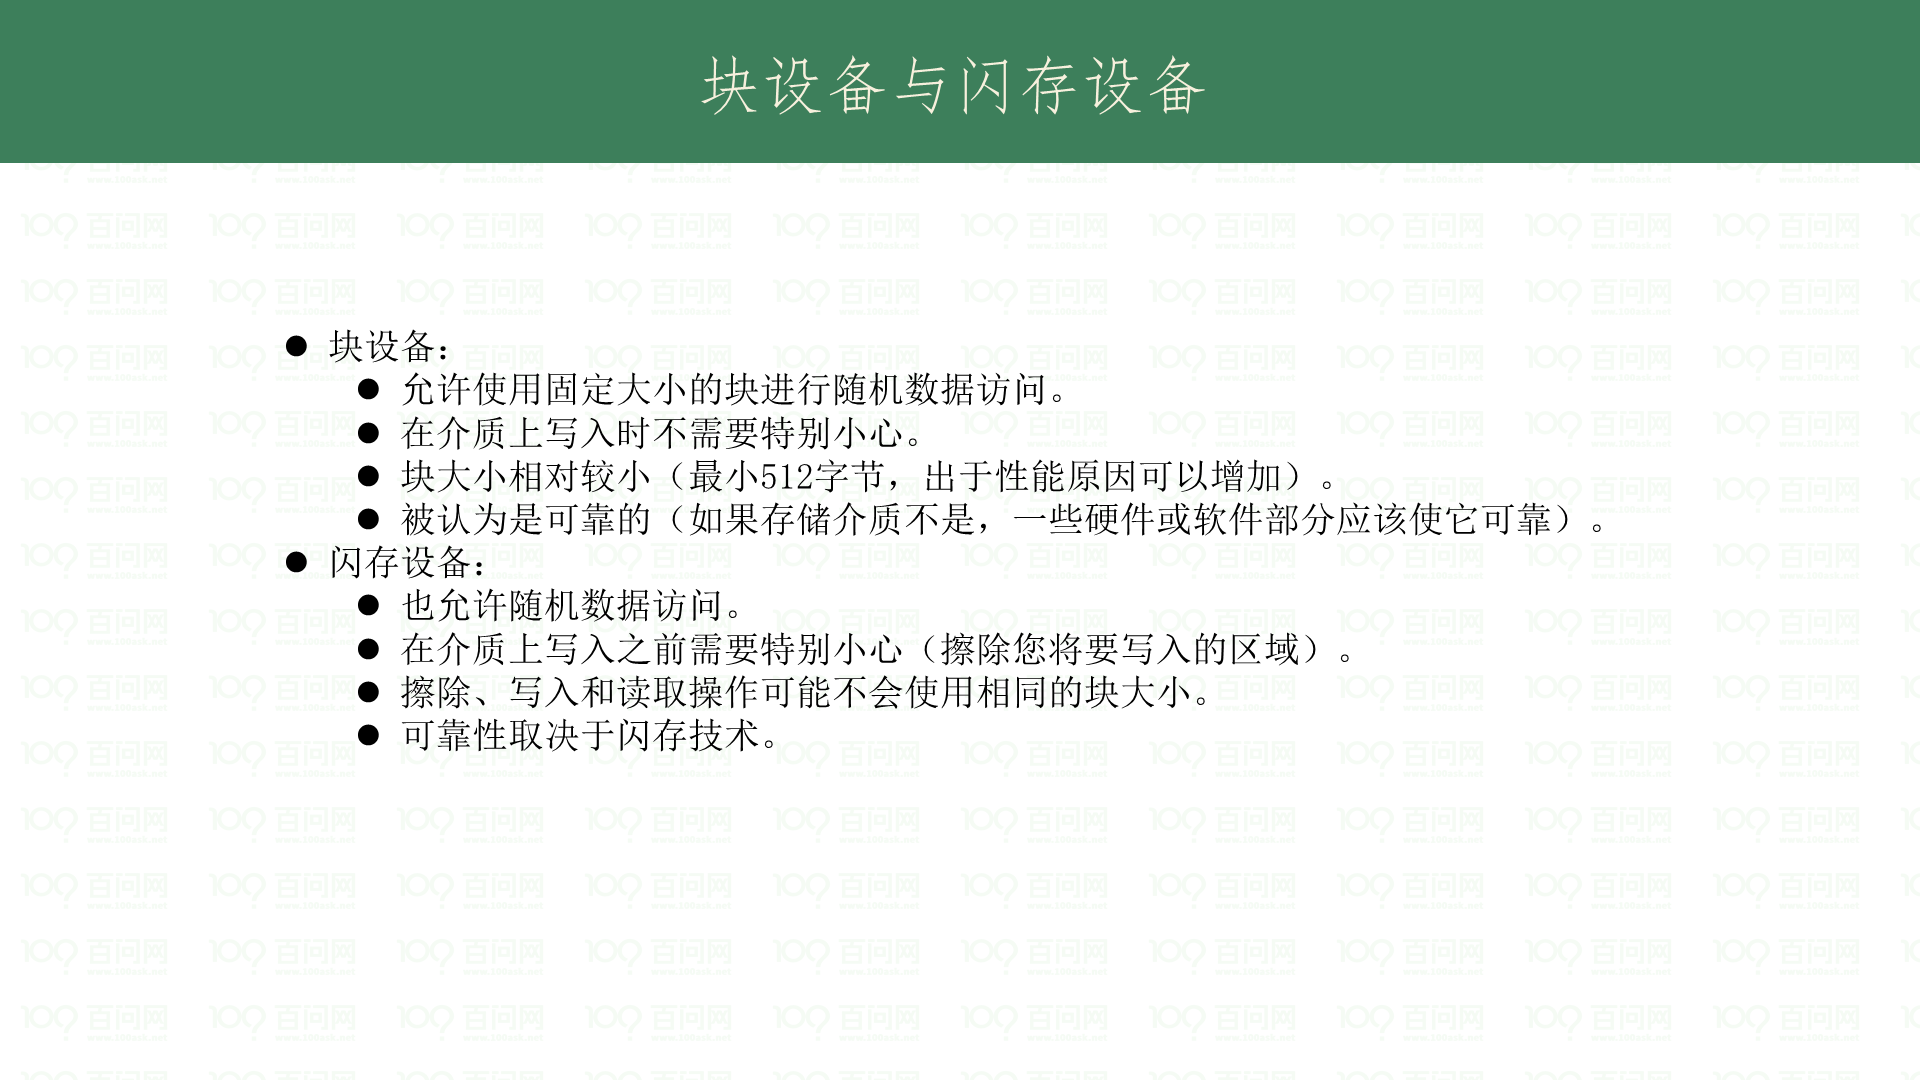 块设备与闪存设备
● 块设备：
● 允许使用固定大小的块进行随机数据访问。
● 在介质上写入时不需要特别小心。
● 块大小相对较小（最小512字节，出于性能原因可以增加）。
● 被认为是可靠的（如果存储介质不是，一些硬件或软件部分应该使它可靠）。
● 闪存设备：
● 也允许随机数据访问。
● 在介质上写入之前需要特别小心（擦除您将要写入的区域）。
● 擦除、写入和读取操作可能不会使用相同的块大小。
● 可靠性取决于闪存技术。